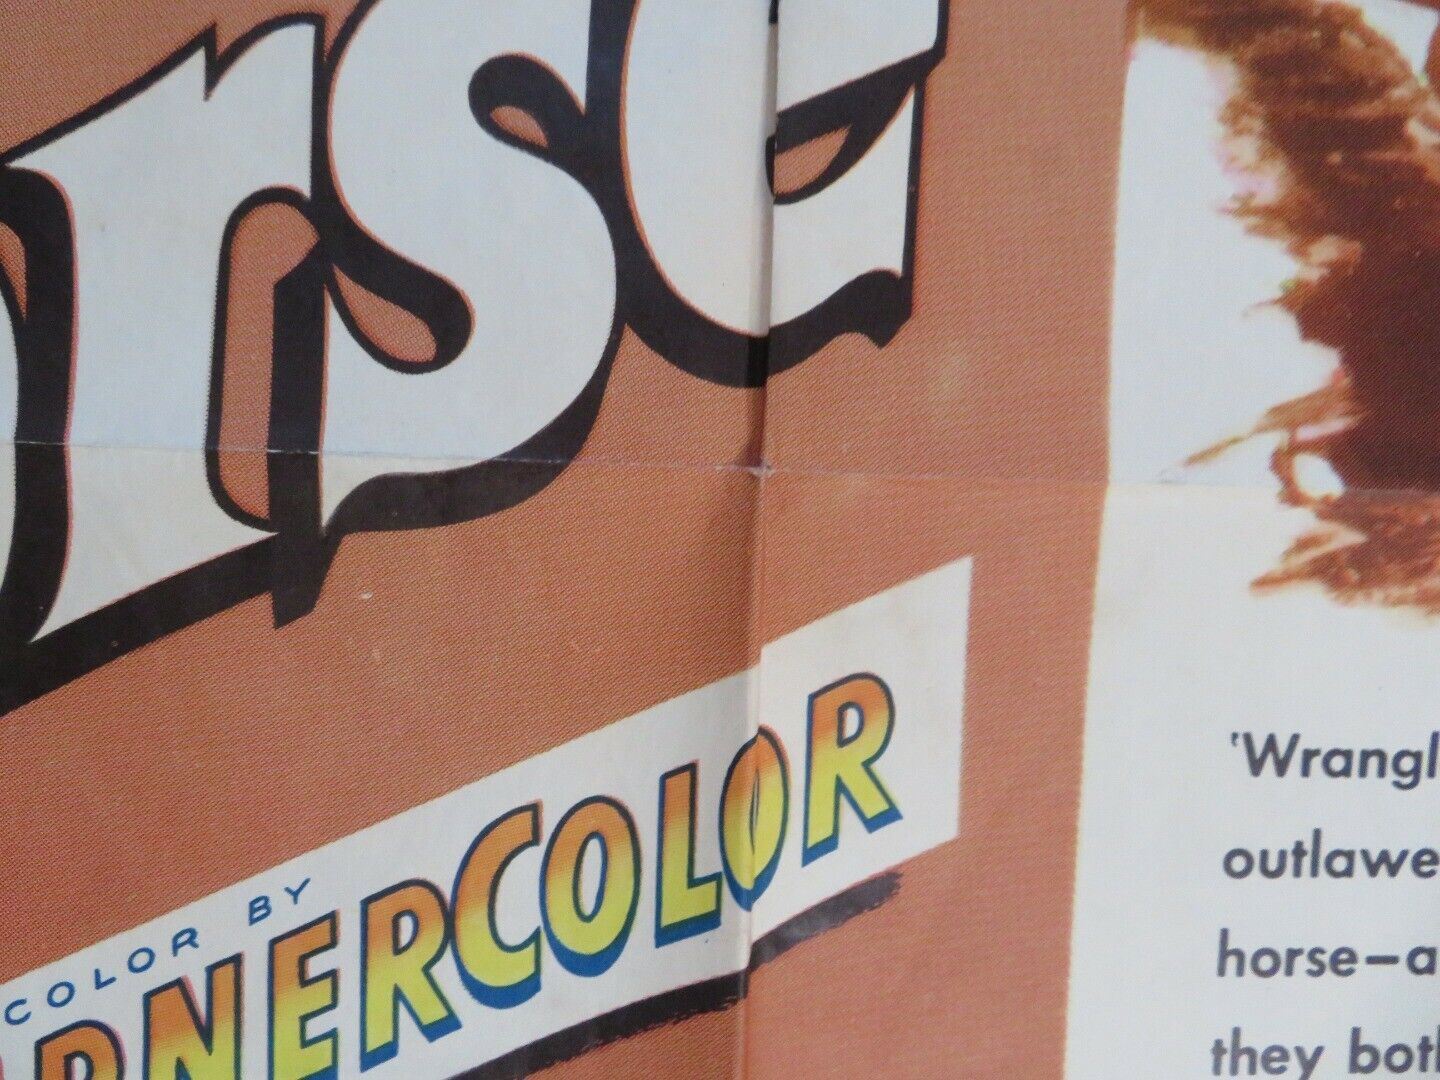 rse
COLOR BY
RNERCOLOR
'Wrangl
outlawe
horse—a
they both